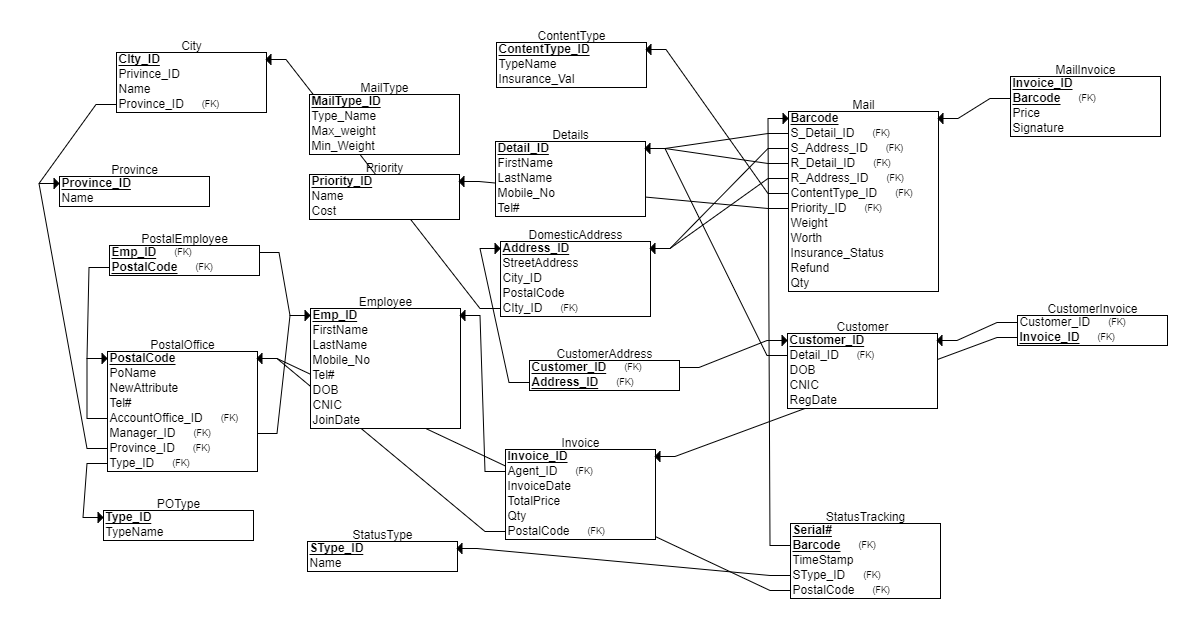 City
CIty_ID
Privince_ID
Name
Province_ID (FK)
Province
Province_ID
Name
PostalEmployee
Emp_ID (FK)
PostalCode (FK)
PostalOffice
PostalCode
PoName
NewAttribute
Tel#
AccountOffice_ID (FK)
Manager_ID (FK)
Province_ID (FK)
Type_ID (FK)
POType
Type_ID
TypeName
MailType
MailType_ID
Type_Name
Max_weight
Min_Weight
Priority
Priority_ID
Name
Cost
Employee
Emp_ID
FirstName
LastName
Mobile_No
Tel#
DOB
CNIC
JoinDate
StatusType
SType_ID
Name
ContentType
ContentType_ID
TypeName
Insurance_Val
Details
Detail_ID
FirstName
LastName
Mobile_No
Tel#
DomesticAddress
Address_ID
StreetAddress
City_ID
PostalCode
CIty_ID (FK)
CustomerAddress
Customer_ID (FK)
Address_ID (FK)
Invoice
Invoice_ID
Agent_ID (FK)
InvoiceDate
TotalPrice
Qty
PostalCode (FK)
Mail
Barcode
S_Detail_ID (FK)
S_Address_ID (FK)
R_Detail_ID (FK)
R_Address_ID (FK)
ContentType_ID (FK)
Priority_ID (FK)
Weight
Worth
Insurance_Status
Refund
Qty
Customer
Customer_ID
Detail_ID (FK)
DOB
CNIC
RegDate
StatusTracking
Serial#
Barcode (FK)
TimeStamp
SType_ID (FK)
PostalCode (FK)
MailInvoice
Invoice_ID
Barcode (FK)
Price
Signature
CustomerInvoice
Customer_ID (FK)
Invoice_ID (FK)